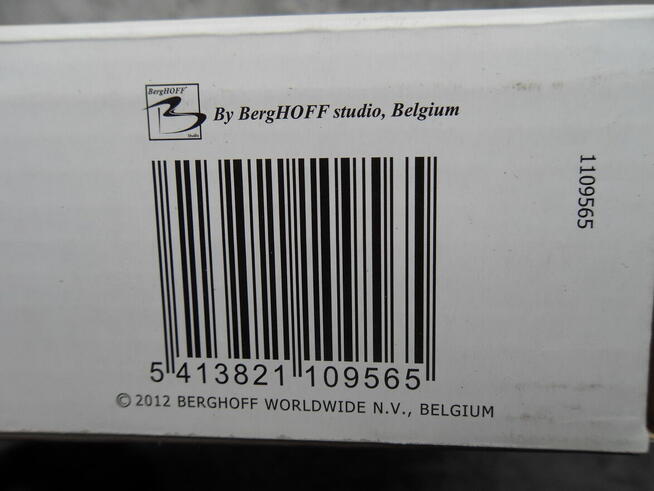 BergHOFF
Studio
By BergHOFF studio, Belgium
1109565
5 413821 109565
© 2012 BERGHOFF WORLDWIDE N.V., BELGIUM